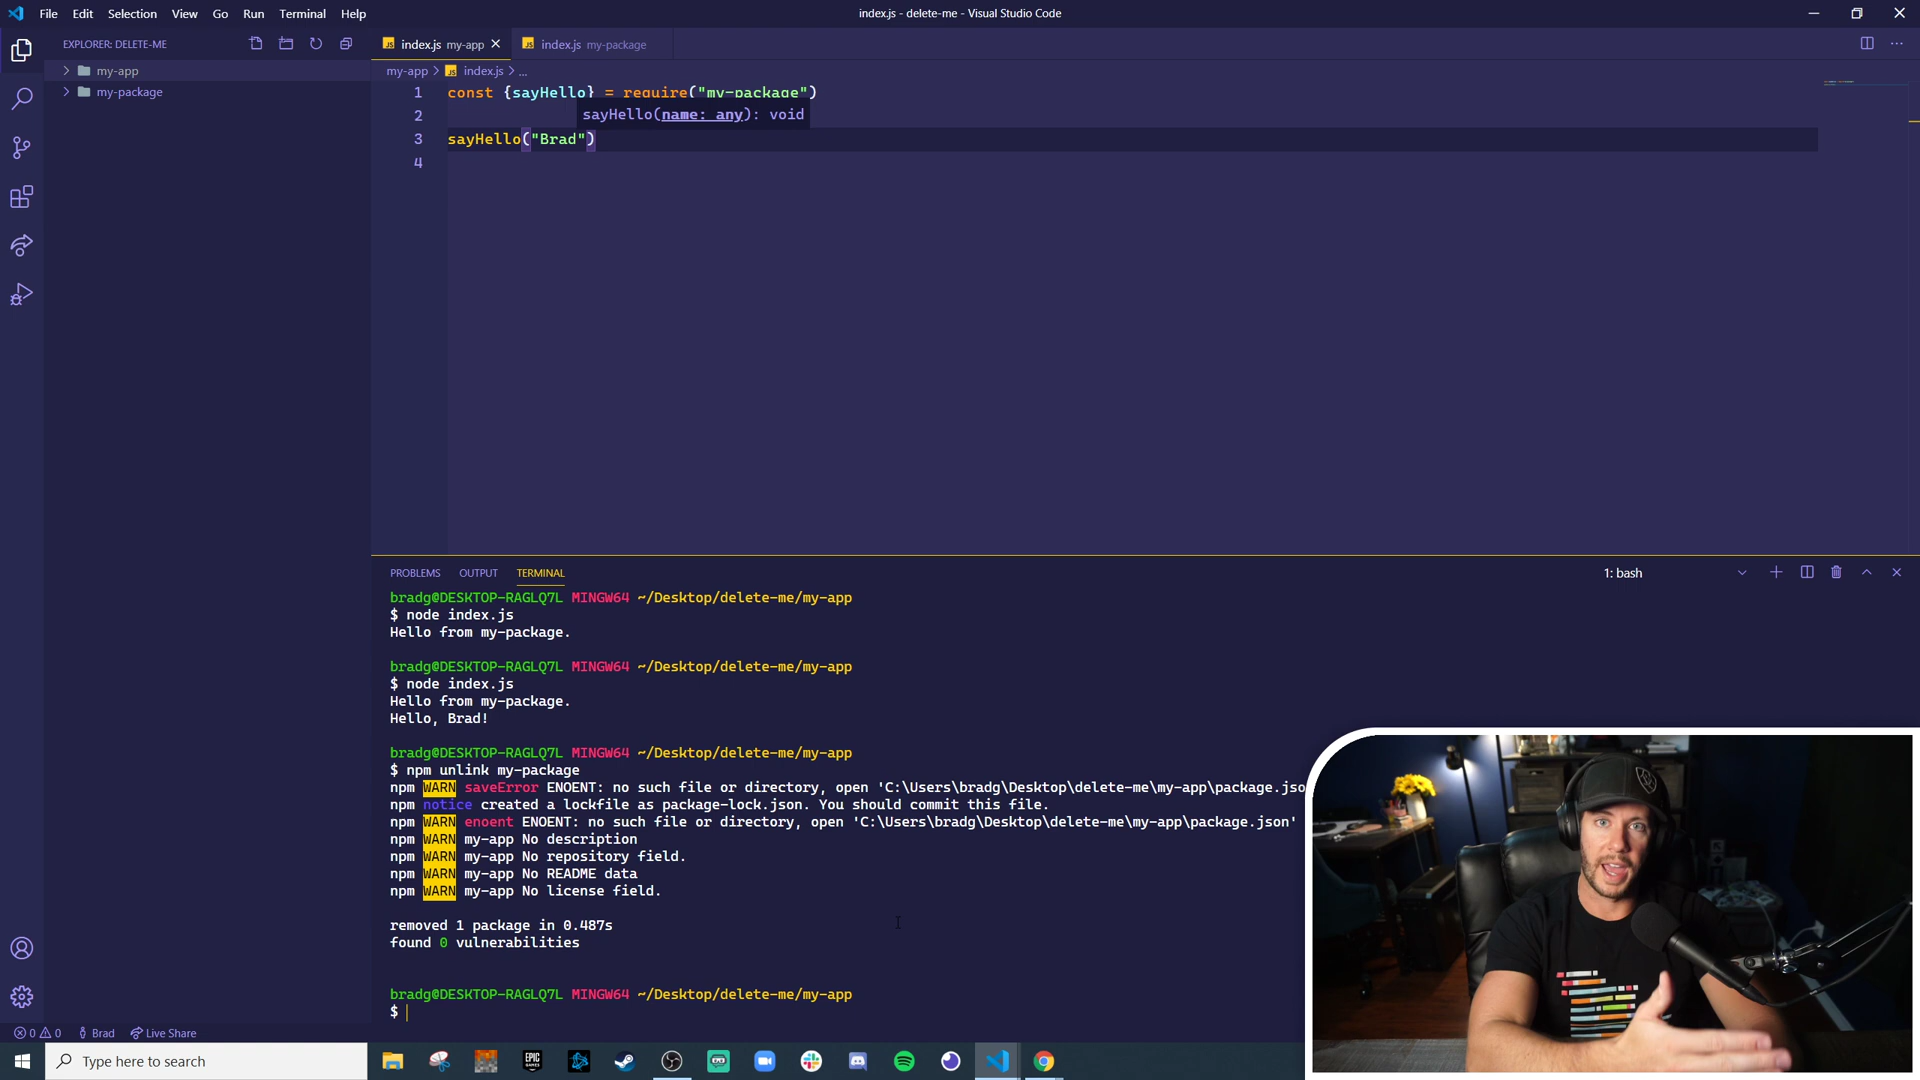 File Edit Selection View Go Run Terminal Help
index.js - delete-me - Visual Studio Code
EXPLORER: DELETE-ME
my-app
my-package
index.js my-app
index.js my-package
my-app > index.js > ...
1 const {sayHello} = require("my-package")
2
sayHello(name: any): void
3 sayHello("Brad")
4
PROBLEMS OUTPUT TERMINAL
1: bash
bradg@DESKTOP-RAGLQ7L MINGW64 ~/Desktop/delete-me/my-app
$ node index.js
Hello from my-package.
bradg@DESKTOP-RAGLQ7L MINGW64 ~/Desktop/delete-me/my-app
$ node index.js
Hello from my-package.
Hello, Brad!
bradg@DESKTOP-RAGLQ7L MINGW64 ~/Desktop/delete-me/my-app
$ npm unlink my-package
npm WARN saveError ENOENT: no such file or directory, open 'C:\Users\bradg\Desktop\delete-me\my-app\package.jso
npm notice created a lockfile as package-lock.json. You should commit this file.
npm WARN enoent ENOENT: no such file or directory, open 'C:\Users\bradg\Desktop\delete-me\my-app\package.json'
npm WARN my-app No description
npm WARN my-app No repository field.
npm WARN my-app No README data
npm WARN my-app No license field.
removed 1 package in 0.487s
found 0 vulnerabilities
bradg@DESKTOP-RAGLQ7L MINGW64 ~/Desktop/delete-me/my-app
$
0 0 Brad Live Share
Type here to search
EPIC GAMES